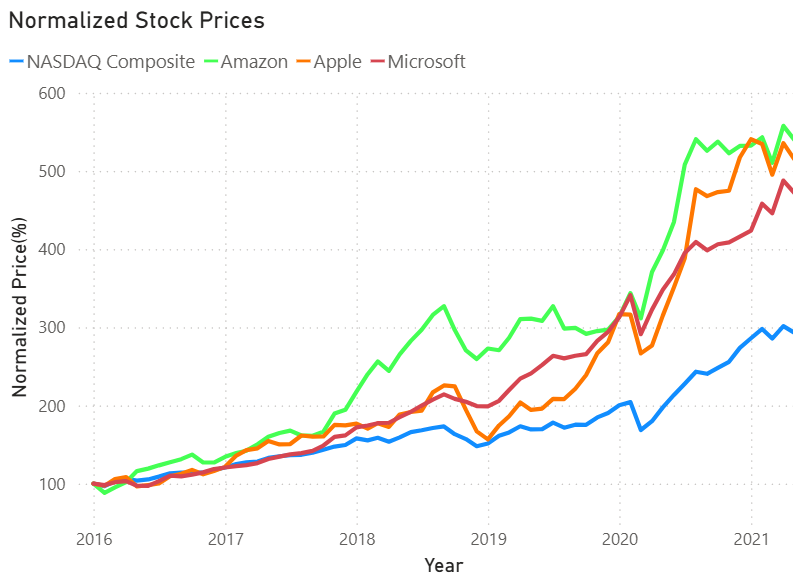 Normalized Stock Prices
NASDAQ Composite Amazon Apple Microsoft
600
500
400
300
200
100
Normalized Price(%)
2016 2017 2018 2019 2020 2021
Year